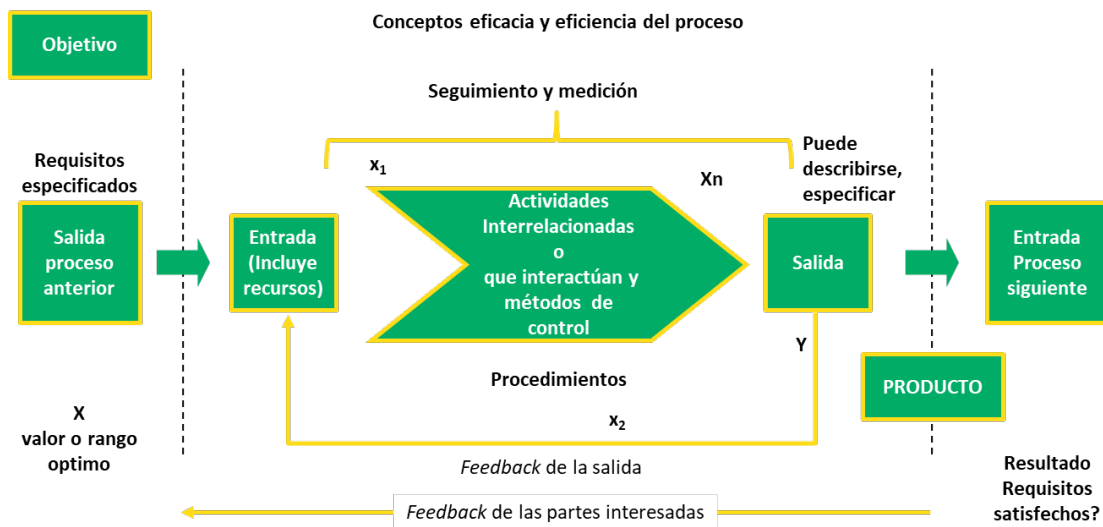 Conceptos eficacia y eficiencia del proceso
Objetivo
Seguimiento y medición
Requisitos
especificados
x1
Xn
Puede
describirse,
especificar
Salida
proceso
anterior
Entrada
(Incluye
recursos)
Actividades
Interrelacionadas
o
que interactúan y
métodos de
control
Salida
Entrada
Proceso
siguiente
Y
Procedimientos
PRODUCTO
X
valor o rango
optimo
x2
Feedback de la salida
Resultado
Requisitos
satisfechos?
Feedback de las partes interesadas